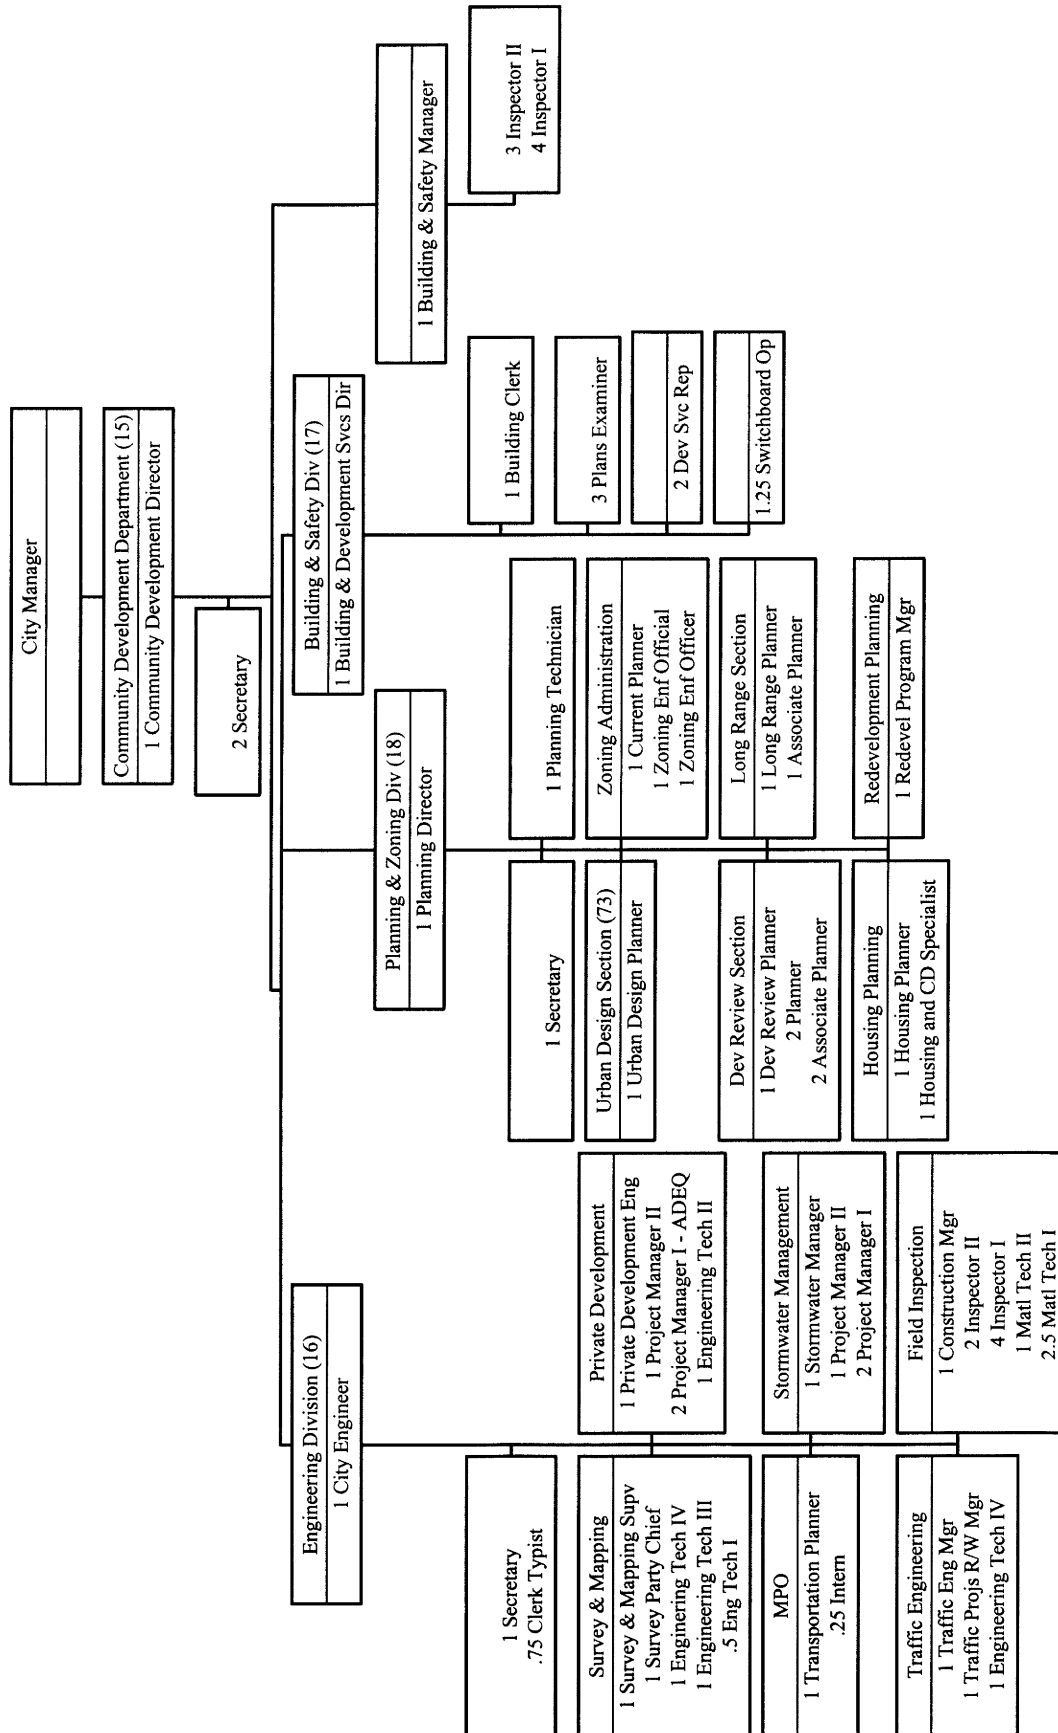 City Manager
Community Development Department (15)
1 Community Development Director
2 Secretary
Engineering Division (16)
1 City Engineer
1 Secretary
.75 Clerk Typist
Survey & Mapping
1 Survey & Mapping Supv
1 Survey Party Chief
1 Enginering Tech IV
1 Engineering Tech III
.5 Eng Tech I
Private Development
1 Private Development Eng
1 Project Manager II
2 Project Manager I - ADEQ
1 Engineering Tech II
MPO
1 Transportation Planner
.25 Intern
Stormwater Management
1 Stormwater Manager
1 Project Manager II
2 Project Manager I
Traffic Engineering
1 Traffic Eng Mgr
1 Traffic Projs R/W Mgr
1 Engineering Tech IV
Field Inspection
1 Construction Mgr
2 Inspector II
4 Inspector I
1 Matl Tech II
2.5 Matl Tech I
Planning & Zoning Div (18)
1 Planning Director
1 Secretary
1 Planning Technician
Urban Design Section (73)
1 Urban Design Planner
Zoning Administration
1 Current Planner
1 Zoning Enf Official
1 Zoning Enf Officer
Dev Review Section
1 Dev Review Planner
2 Planner
2 Associate Planner
Long Range Section
1 Long Range Planner
1 Associate Planner
Housing Planning
1 Housing Planner
1 Housing and CD Specialist
Redevelopment Planning
1 Redevel Program Mgr
Building & Safety Div (17)
1 Building & Development Svcs Dir
1 Building Clerk
3 Plans Examiner
2 Dev Svc Rep
1.25 Switchboard Op
1 Building & Safety Manager
3 Inspector II
4 Inspector I